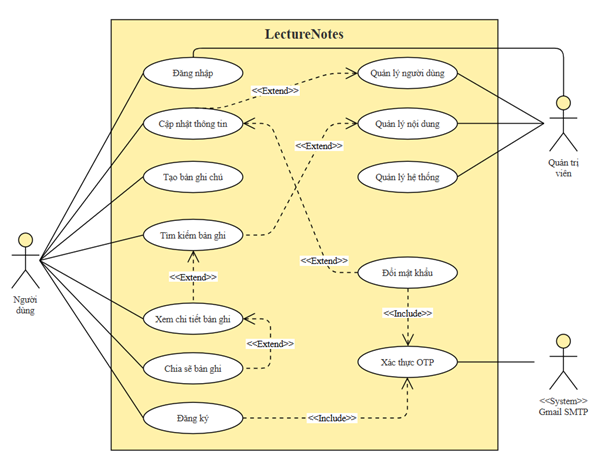 LectureNotes
Đăng nhập
Quản lý người dùng
<<Extend>>
Cập nhật thông tin
Quản lý nội dung
<<Extend>>
Quản trị
viên
Tạo bản ghi chú
Quản lý hệ thống
Tìm kiếm bản ghi
<<Extend>>
Đổi mật khẩu
<<Extend>>
Người
dùng
Xem chi tiết bản ghi
<<Include>>
<<Extend>>
Chia sẽ bản ghi
Xác thực OTP
<<System>>
Gmail SMTP
Đăng ký
<<Include>>